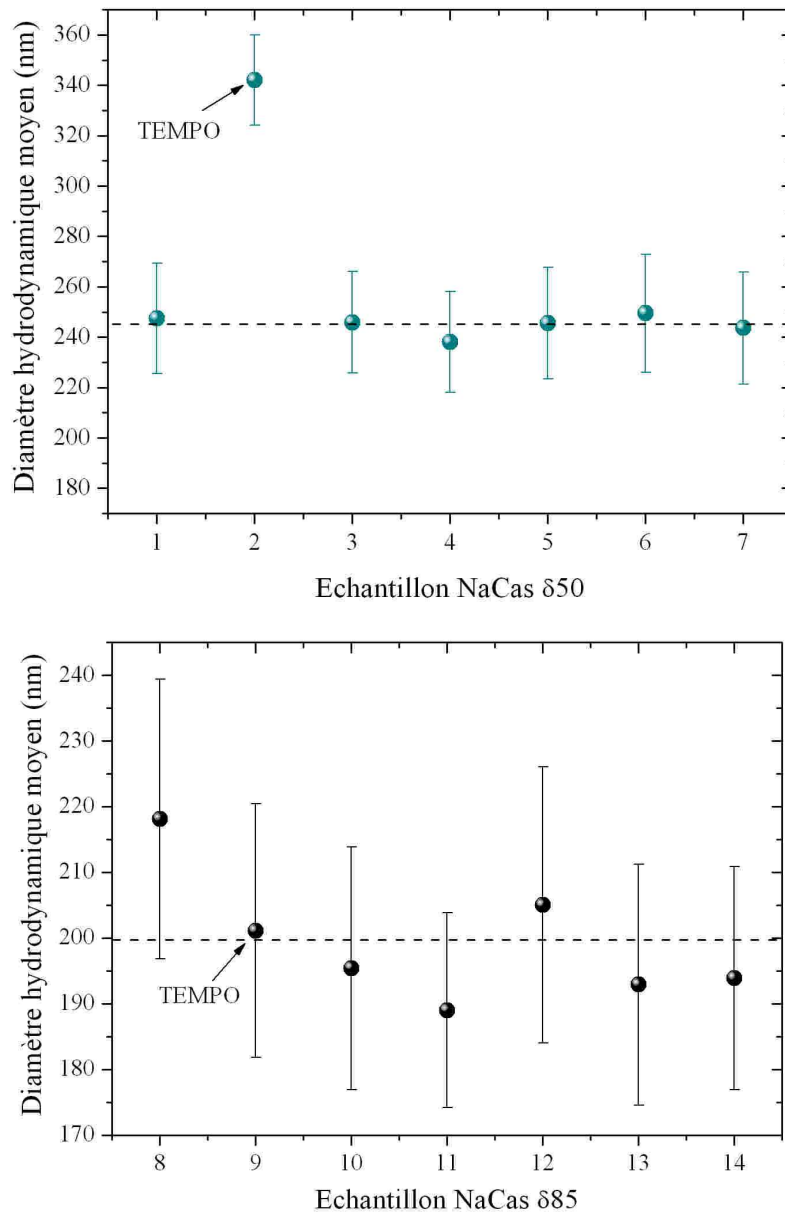 Diamètre hydrodynamique moyen (nm)
360
340
320
300
280
260
240
220
200
180
TEMPO
1 2 3 4 5 6 7
Echantillon NaCas δ50
Diamètre hydrodynamique moyen (nm)
240
230
220
210
200
190
180
170
TEMPO
8 9 10 11 12 13 14
Echantillon NaCas δ85